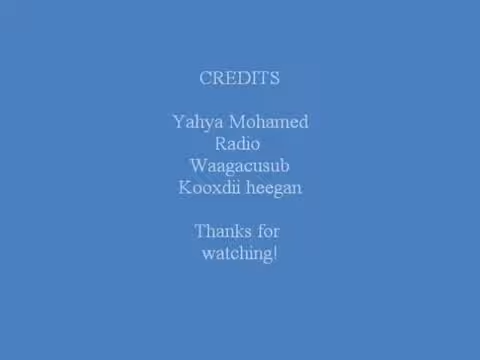 CREDITS
Yahya Mohamed
Radio
Waagacusub
Kooxdii heegan
Thanks for
watching!